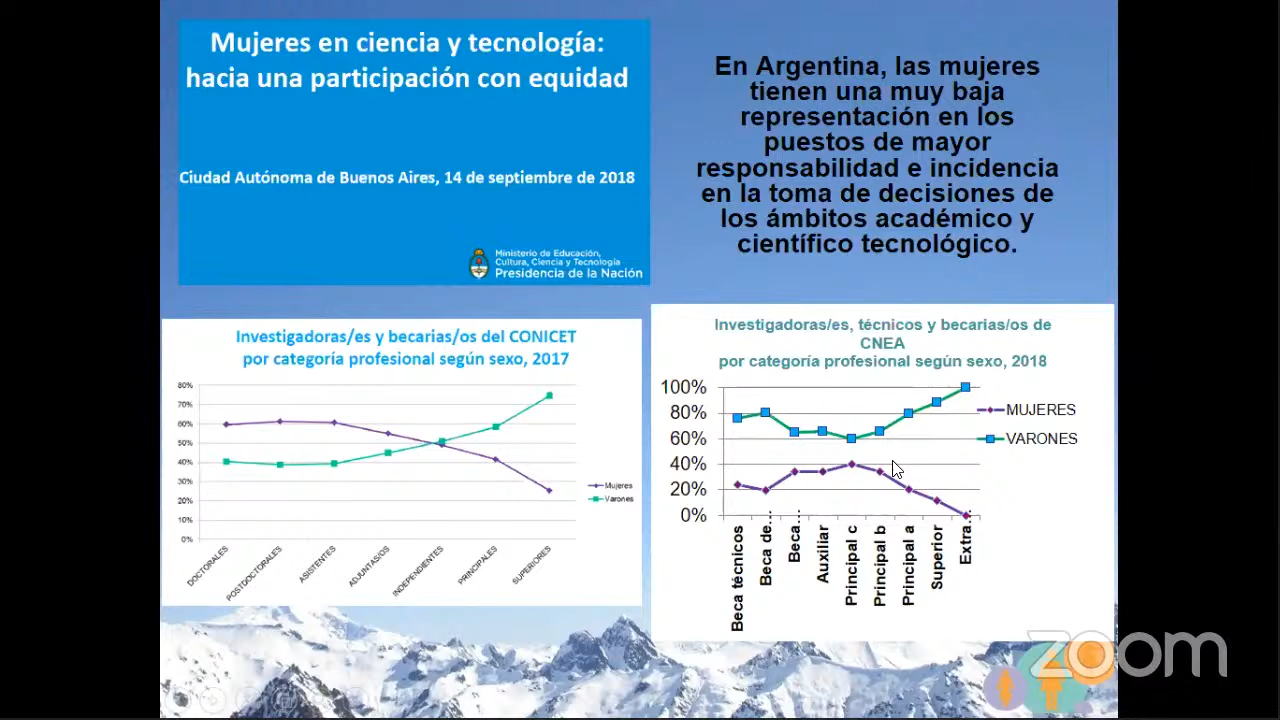 Mujeres en ciencia y tecnología:
hacia una participación con equidad
Ciudad Autónoma de Buenos Aires, 14 de septiembre de 2018
Ministerio de Educación,
Cultura, Ciencia y Tecnología
Presidencia de la Nación
En Argentina, las mujeres
tienen una muy baja
representación en los
puestos de mayor
responsabilidad e incidencia
en la toma de decisiones de
los ámbitos académico y
científico tecnológico.
Investigadoras/es y becarias/os del CONICET
por categoría profesional según sexo, 2017
80%
70%
60%
50%
40%
30%
20%
10%
0%
DOCTORALES
POSTDOCTORALES
ASISTENTES
ADJUNTAS/OS
INDEPENDIENTES
PRINCIPALES
SUPERIORES
Mujeres
Varones
Investigadoras/es, técnicos y becarias/os de
CNEA
por categoría profesional según sexo, 2018
100%
80%
60%
40%
20%
0%
Beca técnicos
Beca de…
Beca…
Auxiliar
Principal c
Principal b
Principal a
Superior
Extra…
MUJERES
VARONES
zoom